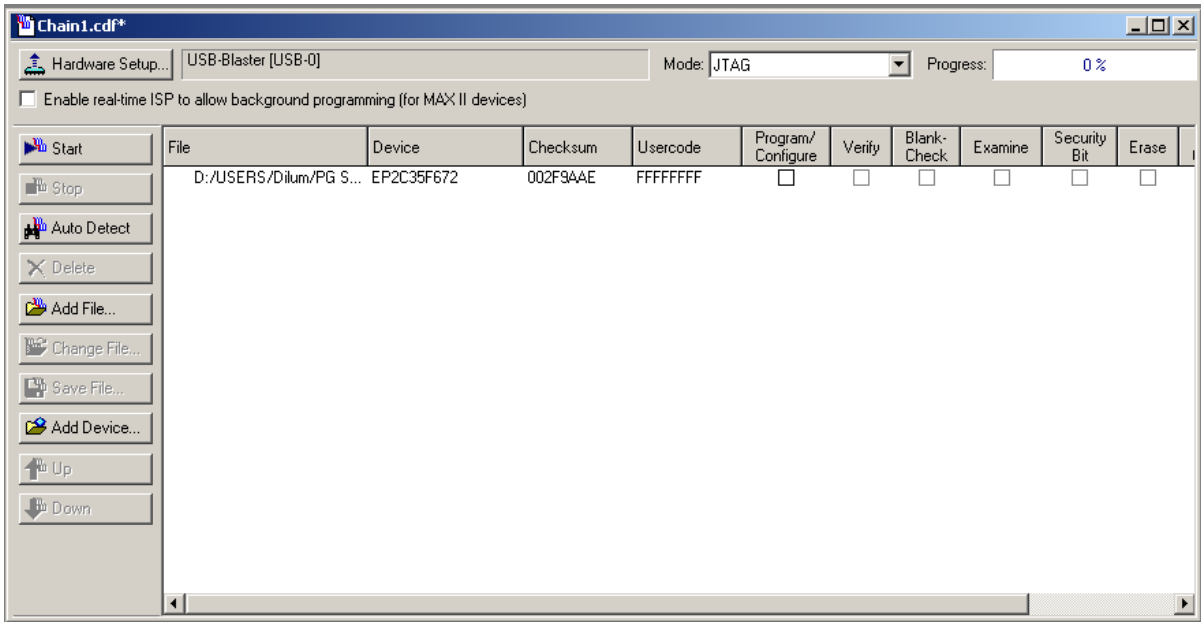 Chain1.cdf*
Hardware Setup... USB-Blaster [USB-0] Mode: JTAG Progress: 0 %
Enable real-time ISP to allow background programming (for MAX II devices)
Start
Stop
Auto Detect
Delete
Add File...
Change File...
Save File...
Add Device...
Up
Down
File Device Checksum Usercode Program/ Verify Blank- Examine Security Erase
Configure Check Bit
D:/USERS/Dilum/PG S... EP2C35F672 002F9AAE FFFFFFFF